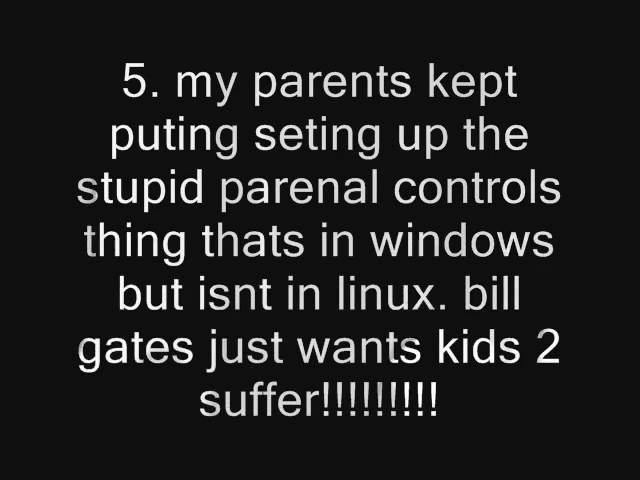 5. my parents kept
puting seting up the
stupid parenal controls
thing thats in windows
but isnt in linux. bill
gates just wants kids 2
suffer!!!!!!!!!